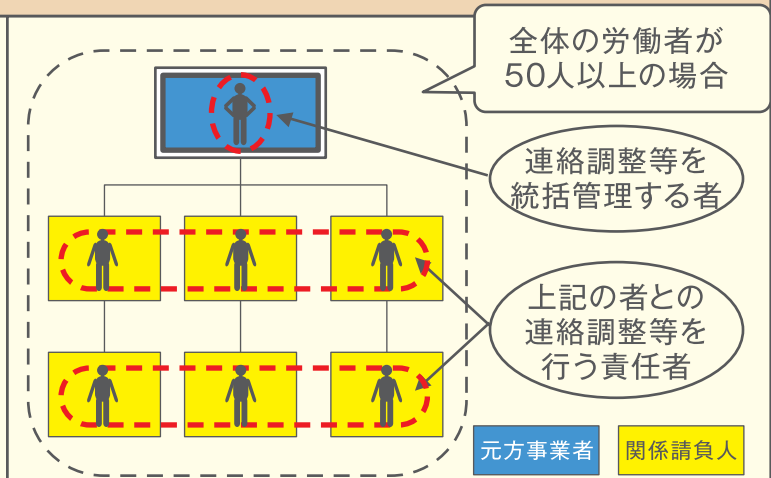 全体の労働者が
50人以上の場合
連絡調整等を
統括管理する者
上記の者との
連絡調整等を
行う責任者
元方事業者
関係請負人